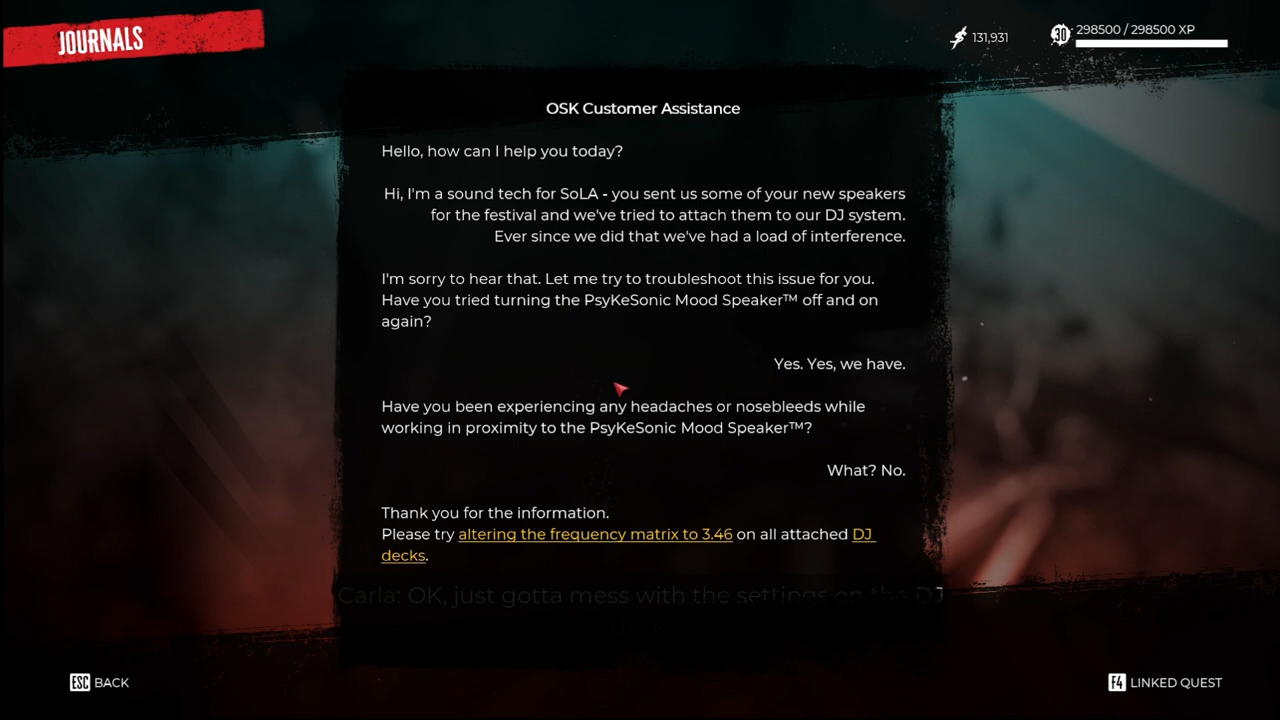 JOURNALS
131,931
30
298500 / 298500 XP
OSK Customer Assistance
Hello, how can I help you today?
Hi, I'm a sound tech for SoLA - you sent us some of your new speakers
for the festival and we've tried to attach them to our DJ system.
Ever since we did that we've had a load of interference.
I'm sorry to hear that. Let me try to troubleshoot this issue for you.
Have you tried turning the PsyKeSonic Mood Speaker™ off and on
again?
Yes. Yes, we have.
Have you been experiencing any headaches or nosebleeds while
working in proximity to the PsyKeSonic Mood Speaker™?
What? No.
Thank you for the information.
Please try altering the frequency matrix to 3.46 on all attached DJ
decks.
Carla: OK, just gotta mess with the settings on the DJ
deck.
ESC BACK
F4 LINKED QUEST